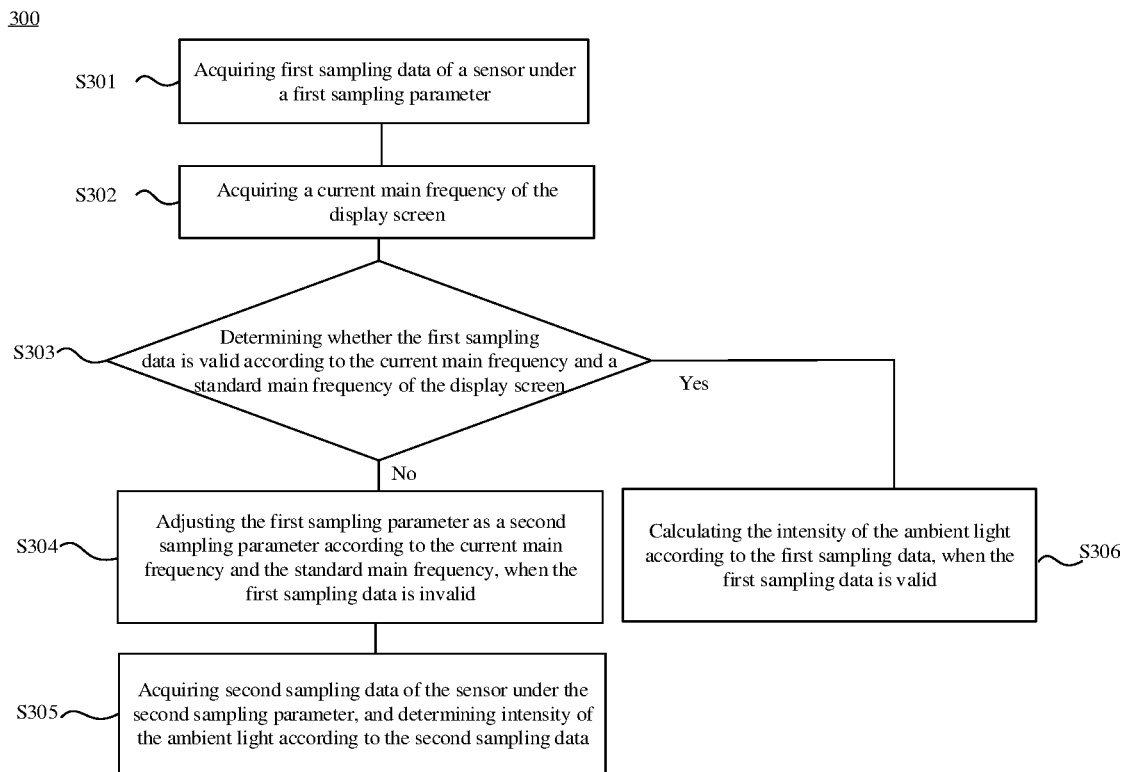 300
S301
Acquiring first sampling data of a sensor under
a first sampling parameter
S302
Acquiring a current main frequency of the
display screen
S303
Determining whether the first sampling
data is valid according to the current main frequency and a
standard main frequency of the display screen
Yes
No
S304
Adjusting the first sampling parameter as a second
sampling parameter according to the current main
frequency and the standard main frequency, when the
first sampling data is invalid
Calculating the intensity of the ambient light
according to the first sampling data, when the
first sampling data is valid
S306
S305
Acquiring second sampling data of the sensor under the
second sampling parameter, and determining intensity of
the ambient light according to the second sampling data